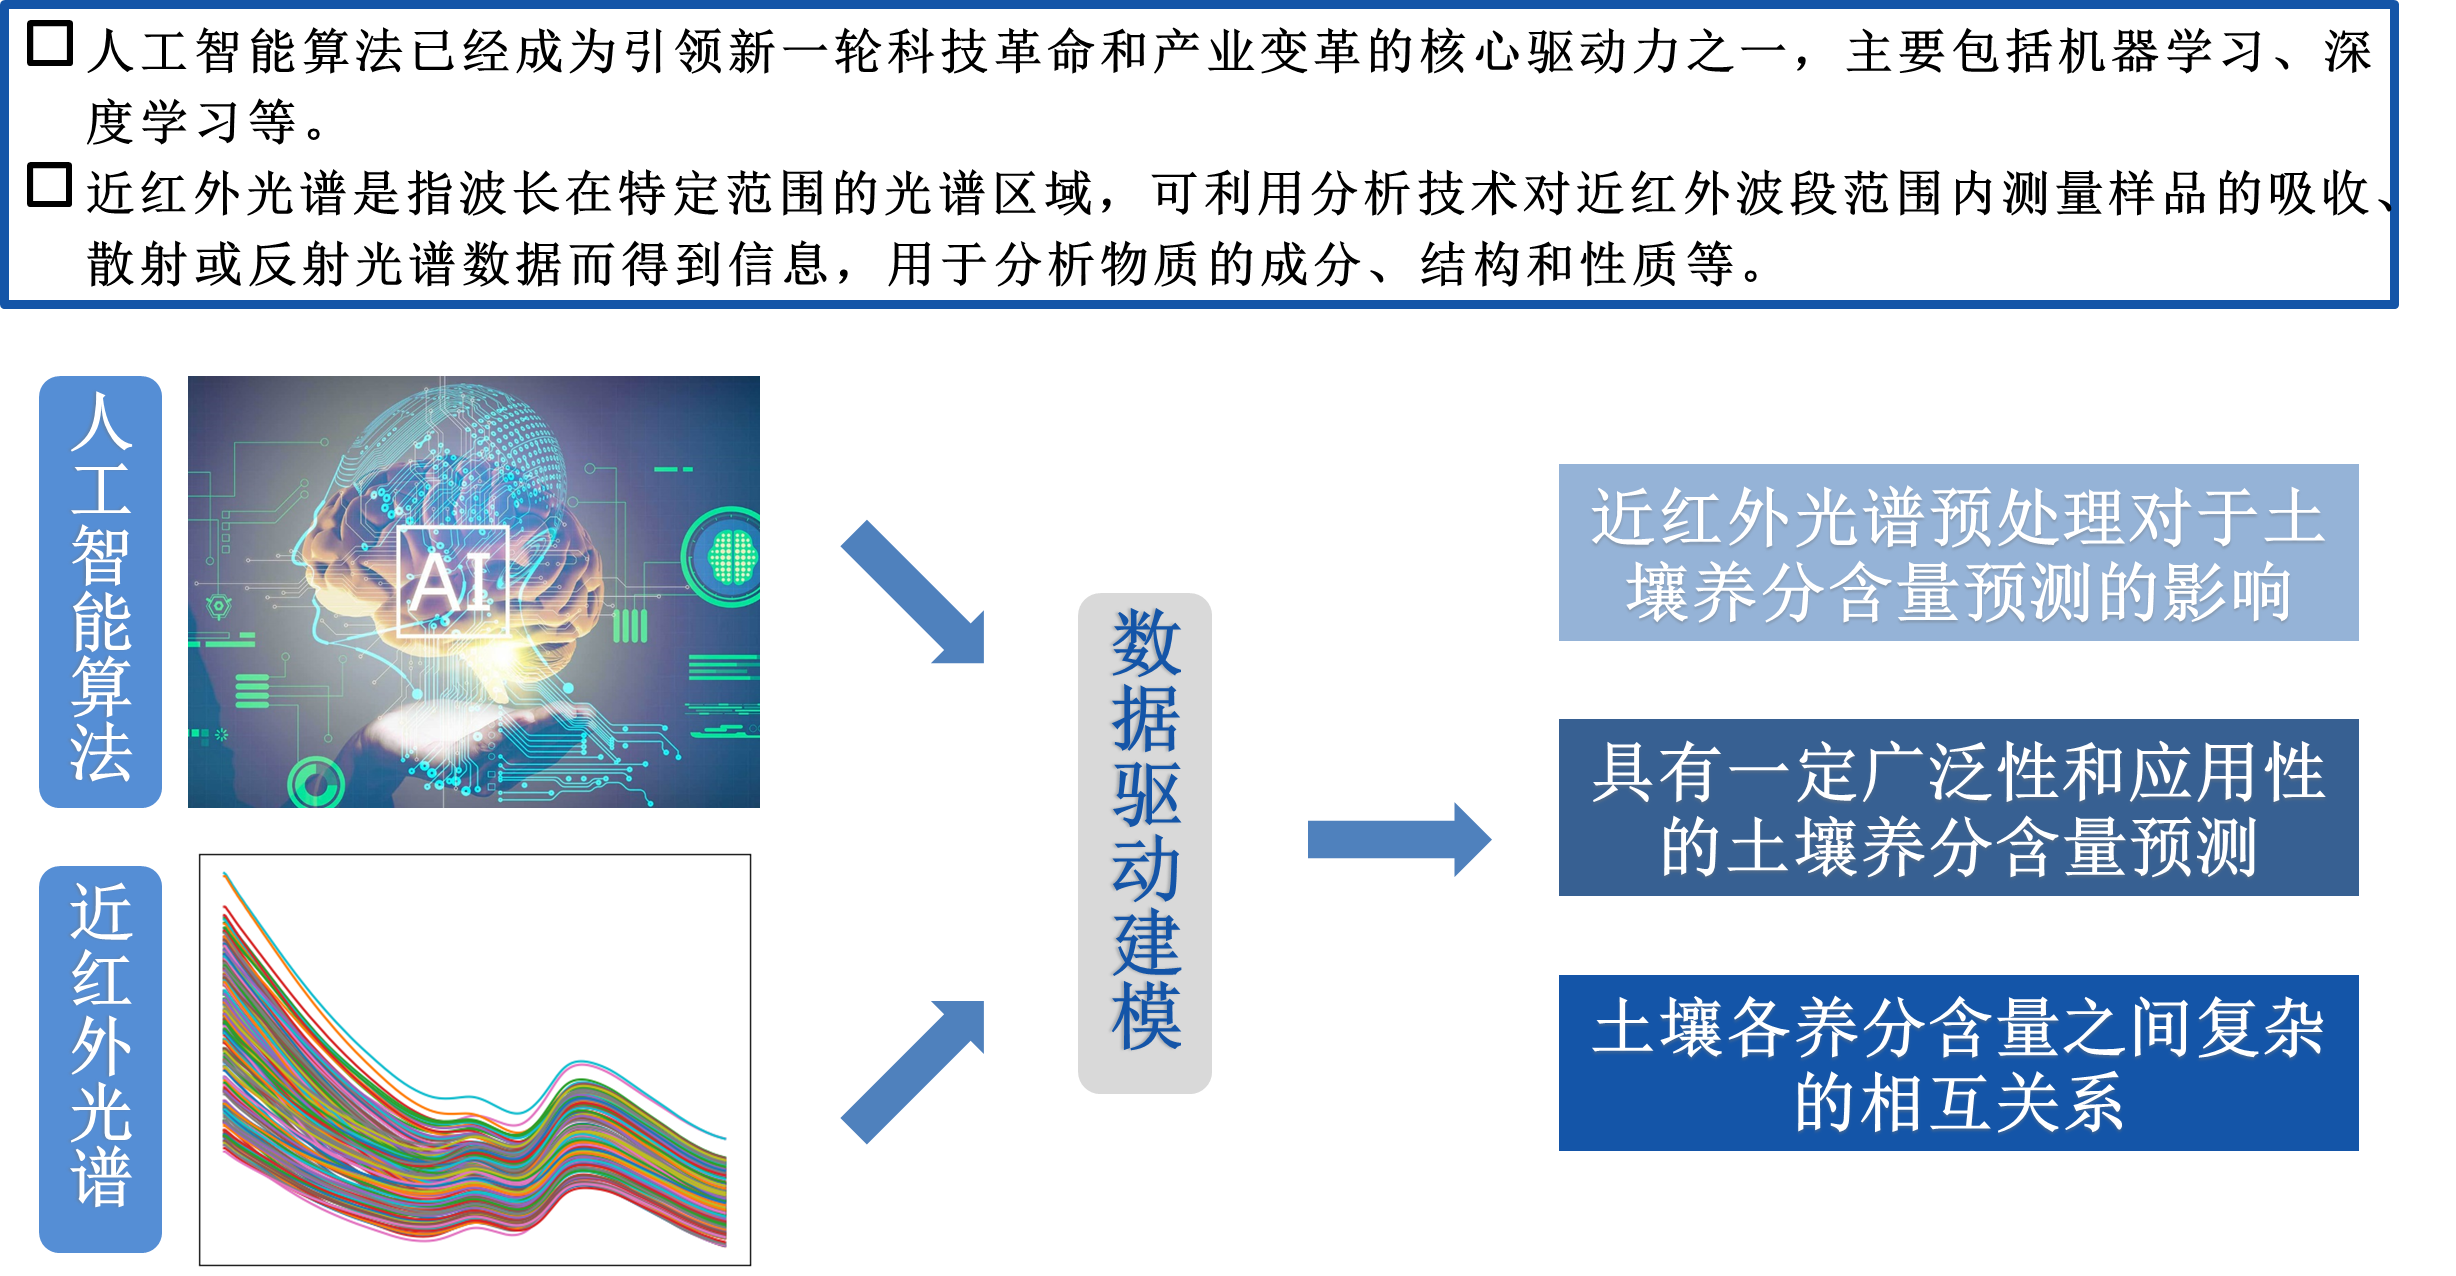 人工智能算法已经成为引领新一轮科技革命和产业变革的核心驱动力之一，主要包括机器学习、深
度学习等。
近红外光谱是指波长在特定范围的光谱区域，可利用分析技术对近红外波段范围内测量样品的吸收、
散射或反射光谱数据而得到信息，用于分析物质的成分、结构和性质等。
人工智能算法
AI
近红外光谱
数据驱动建模
近红外光谱预处理对于土
壤养分含量预测的影响
具有一定广泛性和应用性
的土壤养分含量预测
土壤各养分含量之间复杂
的相互关系